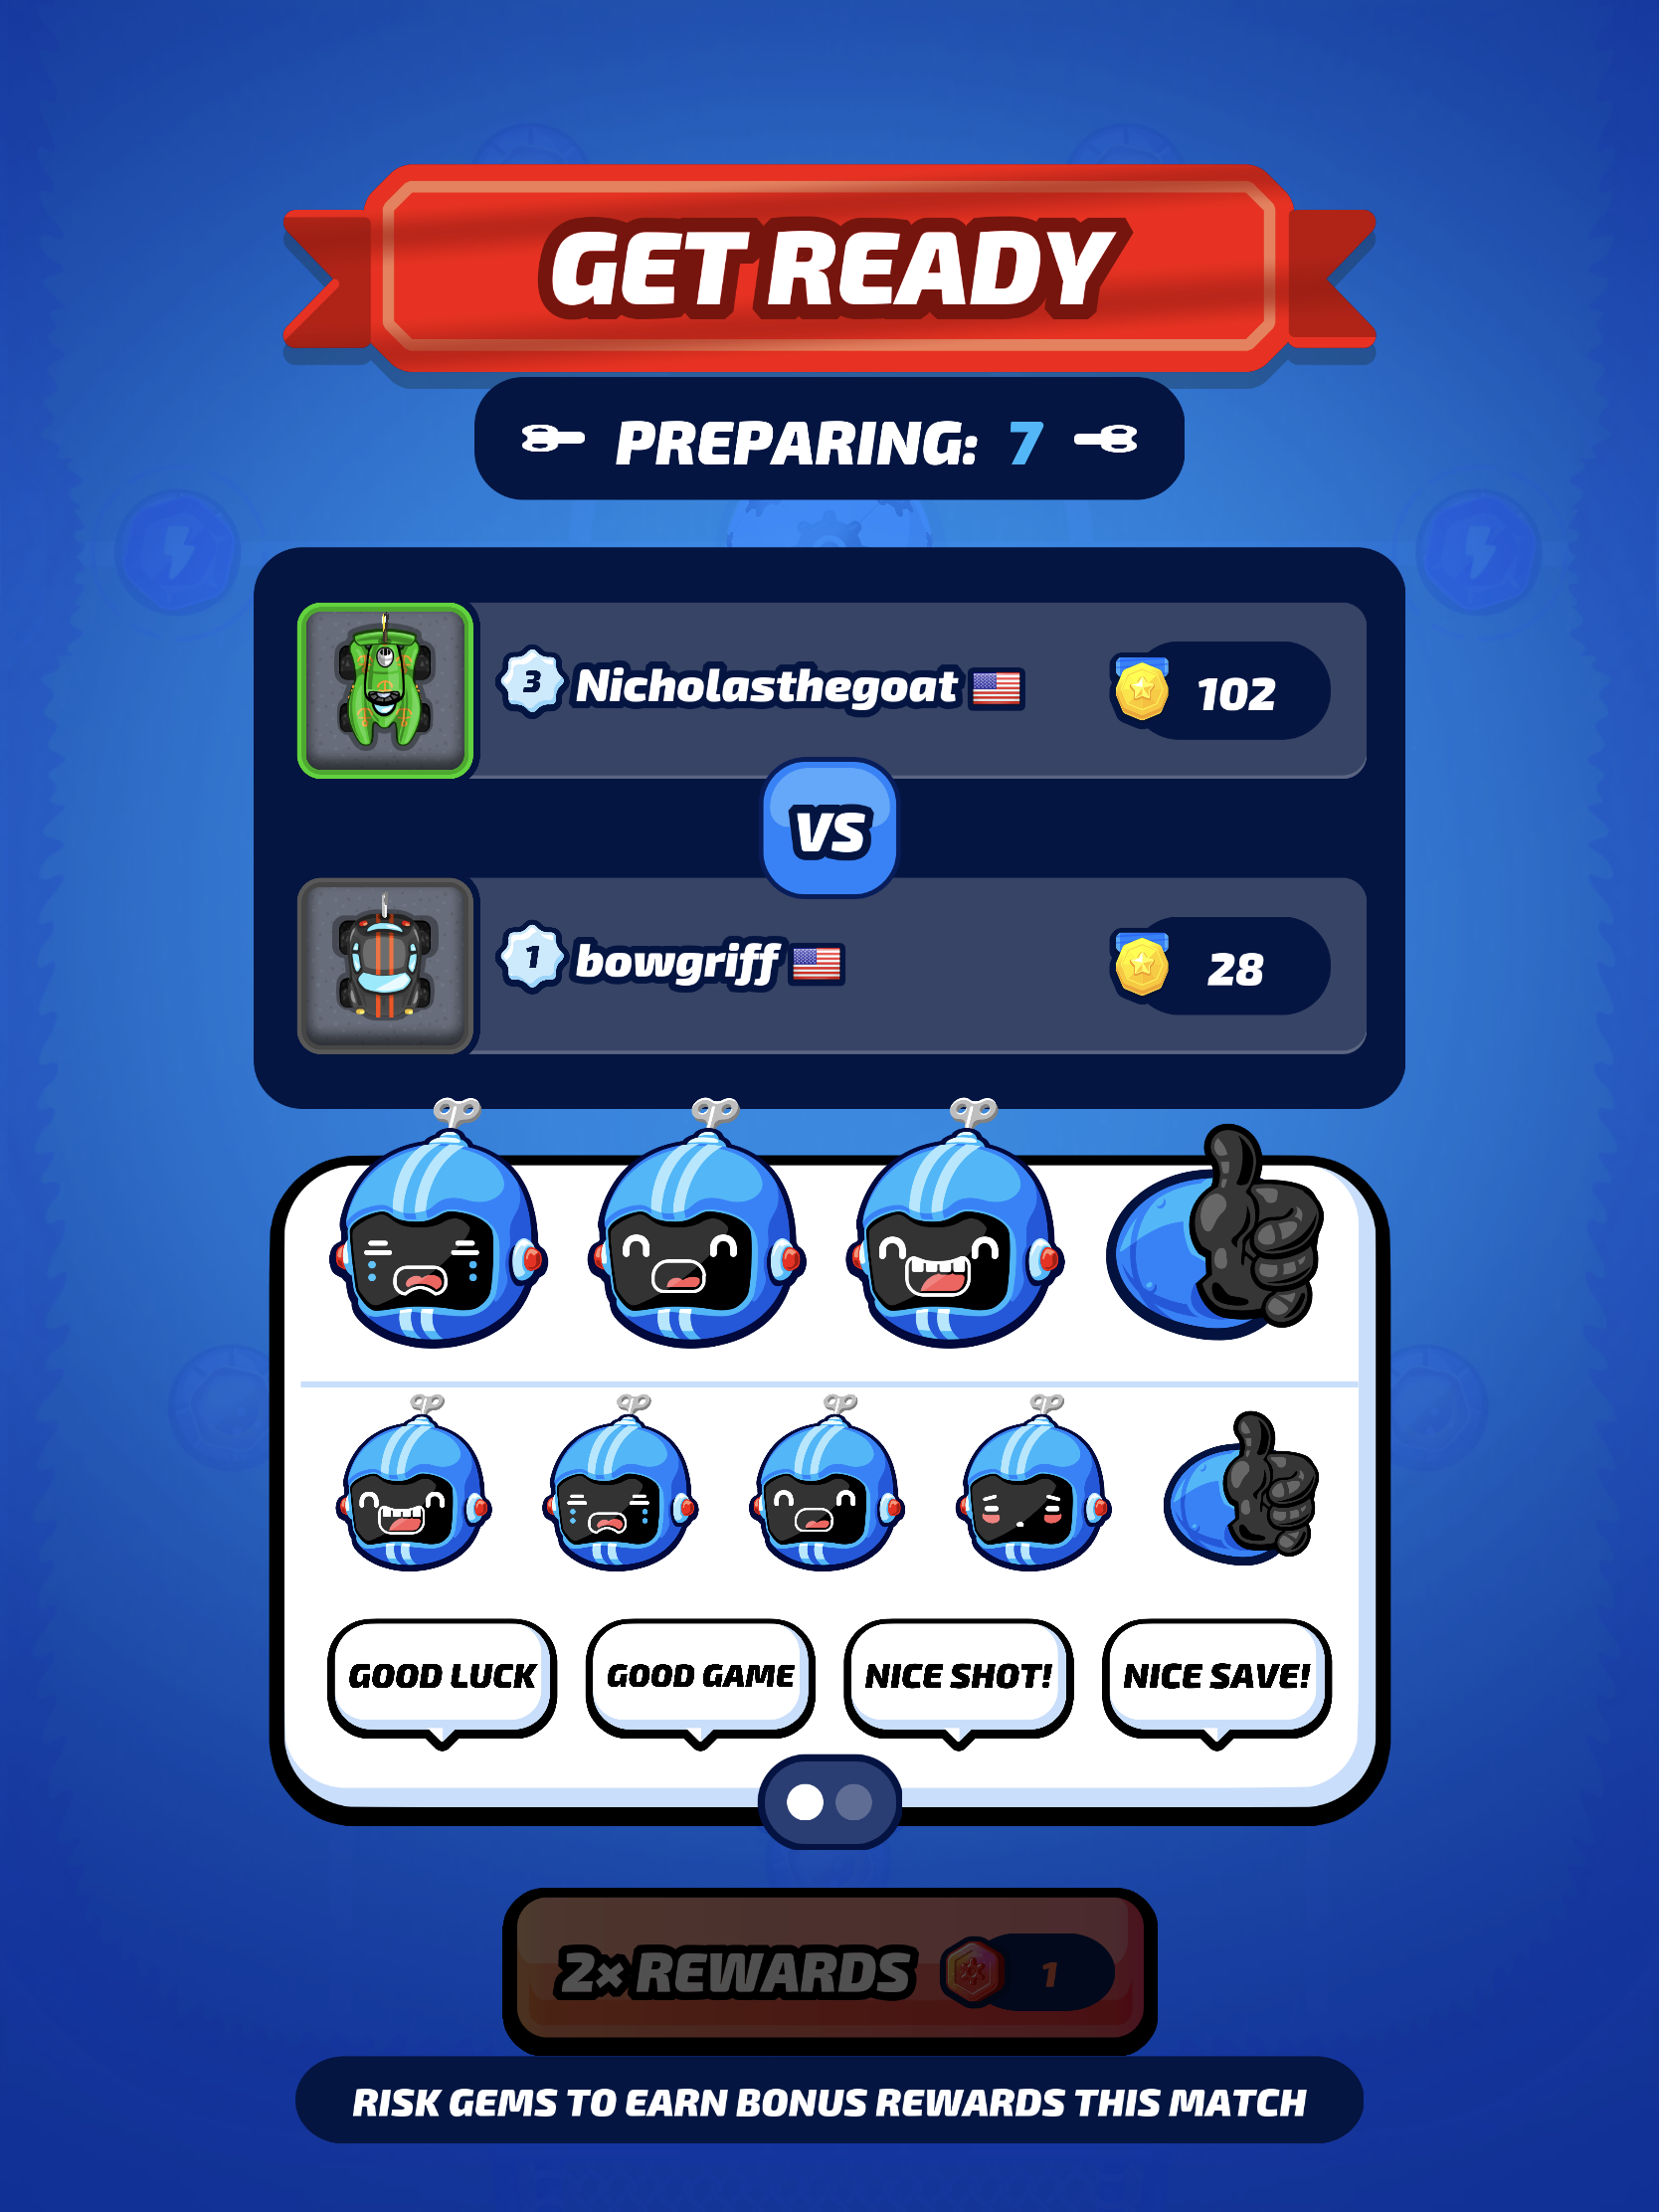 GET READY
PREPARING: 7
3 Nicholasthegoat 102
VS
1 bowgriff 28
GOOD LUCK GOOD GAME NICE SHOT! NICE SAVE!
2× REWARDS 1
RISK GEMS TO EARN BONUS REWARDS THIS MATCH